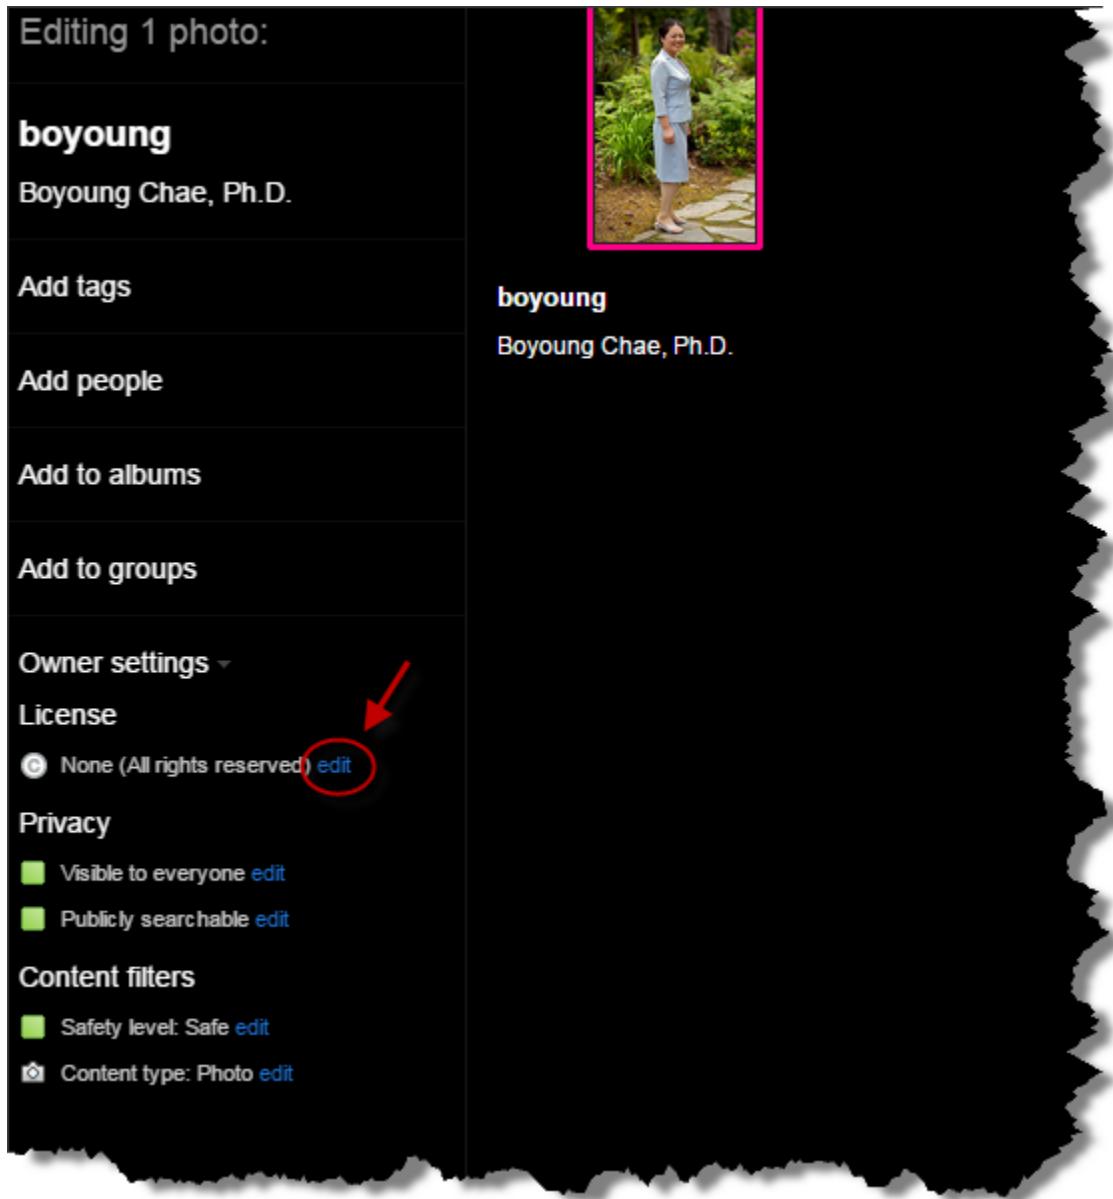 Editing 1 photo:
boyoung
Boyoung Chae, Ph.D.
Add tags
Add people
Add to albums
Add to groups
Owner settings
License
None (All rights reserved) edit
Privacy
Visible to everyone edit
Publicly searchable edit
Content filters
Safety level: Safe edit
Content type: Photo edit
boyoung
Boyoung Chae, Ph.D.